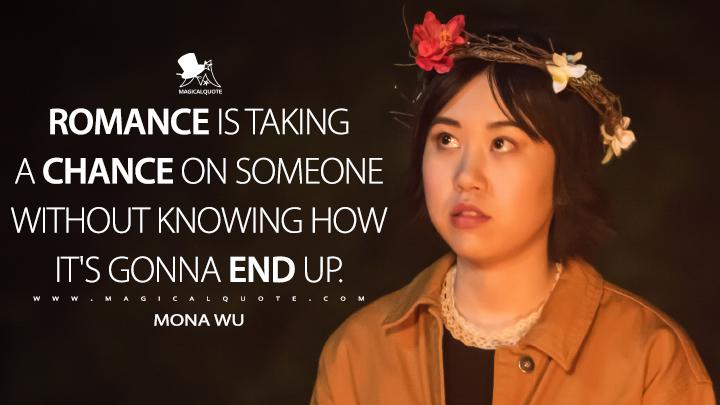 MAGICALQUOTE
ROMANCE IS TAKING
A CHANCE ON SOMEONE
WITHOUT KNOWING HOW
IT'S GONNA END UP.
WWW.MAGICALQUOTE.COM
MONA WU